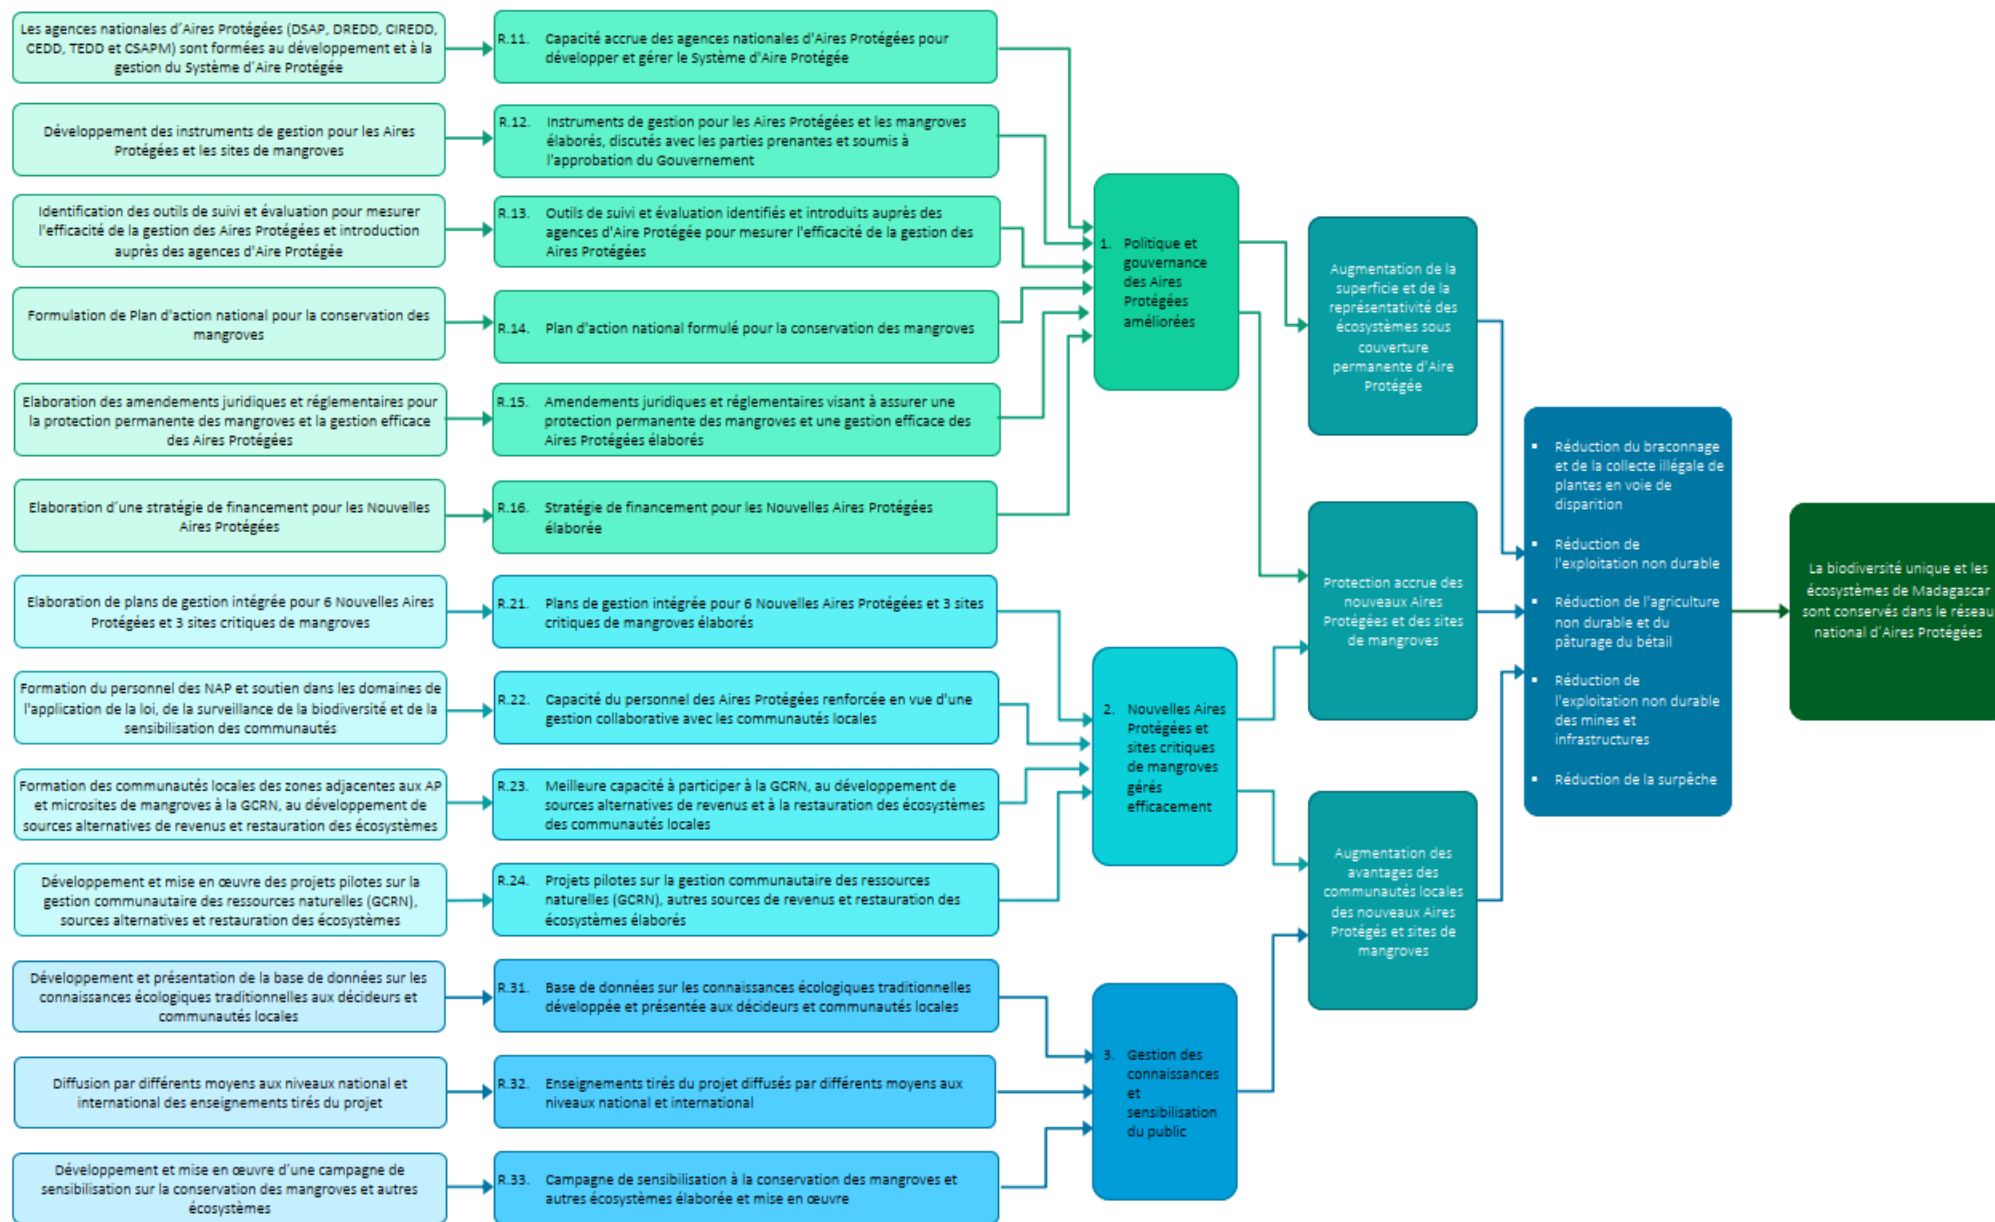 Les agences nationales d’Aires Protégées (DSAP, DREDD, CIREDD,
CEDD, TEDD et CSAPM) sont formées au développement et à la
gestion du Système d’Aire Protégée
R.11. Capacité accrue des agences nationales d'Aires Protégées pour
développer et gérer le Système d'Aire Protégée
Développement des instruments de gestion pour les Aires
Protégées et les sites de mangroves
R.12. Instruments de gestion pour les Aires Protégées et les mangroves
élaborés, discutés avec les parties prenantes et soumis à
l'approbation du Gouvernement
Identification des outils de suivi et évaluation pour mesurer
l'efficacité de la gestion des Aires Protégées et introduction
auprès des agences d'Aire Protégée
R.13. Outils de suivi et évaluation identifiés et introduits auprès des
agences d'Aire Protégée pour mesurer l'efficacité de la gestion des
Aires Protégées
Formulation de Plan d'action national pour la conservation des
mangroves
R.14. Plan d'action national formulé pour la conservation des mangroves
Elaboration des amendements juridiques et réglementaires pour
la protection permanente des mangroves et la gestion efficace
des Aires Protégées
R.15. Amendements juridiques et réglementaires visant à assurer une
protection permanente des mangroves et une gestion efficace des
Aires Protégées élaborés
Elaboration d’une stratégie de financement pour les Nouvelles
Aires Protégées
R.16. Stratégie de financement pour les Nouvelles Aires Protégées
élaborée
Elaboration de plans de gestion intégrée pour 6 Nouvelles Aires
Protégées et 3 sites critiques de mangroves
R.21. Plans de gestion intégrée pour 6 Nouvelles Aires Protégées et 3 sites
critiques de mangroves élaborés
Formation du personnel des NAP et soutien dans les domaines de
l'application de la loi, de la surveillance de la biodiversité et de la
sensibilisation des communautés
R.22. Capacité du personnel des Aires Protégées renforcée en vue d'une
gestion collaborative avec les communautés locales
Formation des communautés locales des zones adjacentes aux AP
et microsites de mangroves à la GCRN, au développement de
sources alternatives de revenus et restauration des écosystèmes
R.23. Meilleure capacité à participer à la GCRN, au développement de
sources alternatives de revenus et à la restauration des écosystèmes
des communautés locales
Développement et mise en œuvre des projets pilotes sur la
gestion communautaire des ressources naturelles (GCRN),
sources alternatives et restauration des écosystèmes
R.24. Projets pilotes sur la gestion communautaire des ressources
naturelles (GCRN), autres sources de revenus et restauration des
écosystèmes élaborés
Développement et présentation de la base de données sur les
connaissances écologiques traditionnelles aux décideurs et
communautés locales
R.31. Base de données sur les connaissances écologiques traditionnelles
développée et présentée aux décideurs et communautés locales
Diffusion par différents moyens aux niveaux national et
international des enseignements tirés du projet
R.32. Enseignements tirés du projet diffusés par différents moyens aux
niveaux national et international
Développement et mise en œuvre d’une campagne de
sensibilisation sur la conservation des mangroves et autres
écosystèmes
R.33. Campagne de sensibilisation à la conservation des mangroves et
autres écosystèmes élaborée et mise en œuvre
1. Politique et
gouvernance
des Aires
Protégées
améliorées
2. Nouvelles Aires
Protégées et
sites critiques
de mangroves
gérés
efficacement
3. Gestion des
connaissances
et
sensibilisation
du public
Augmentation de la
superficie et de la
représentativité des
écosystèmes sous
couverture
permanente d'Aire
Protégée
Protection accrue des
nouveaux Aires
Protégées et des sites
de mangroves
Augmentation des
avantages des
communautés locales
des nouveaux Aires
Protégés et sites de
mangroves
▪ Réduction du braconnage
et de la collecte illégale de
plantes en voie de
disparition
▪ Réduction de
l'exploitation non durable
▪ Réduction de l'agriculture
non durable et du
pâturage du bétail
▪ Réduction de
l'exploitation non durable
des mines et
infrastructures
▪ Réduction de la surpêche
La biodiversité unique et les
écosystèmes de Madagascar
sont conservés dans le réseau
national d’Aires Protégées